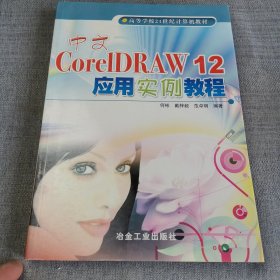 高等学校21世纪计算机教材
中文
CorelDRAW 12
应用实例教程
编著
冶金工业出版社